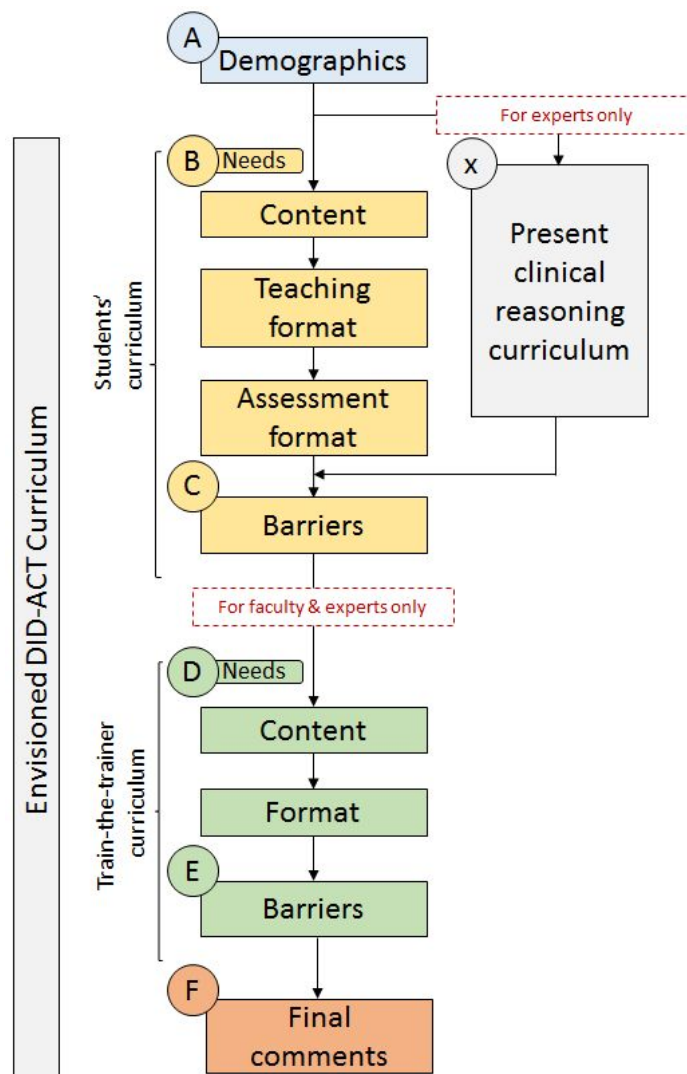 A
Demographics
For experts only
B
Needs
x
Content
Present
clinical
reasoning
curriculum
Teaching
format
Assessment
format
C
Barriers
Students'
curriculum
For faculty & experts only
Envisioned DID-ACT Curriculum
D
Needs
Content
Format
E
Barriers
Train-the-trainer
curriculum
F
Final
comments